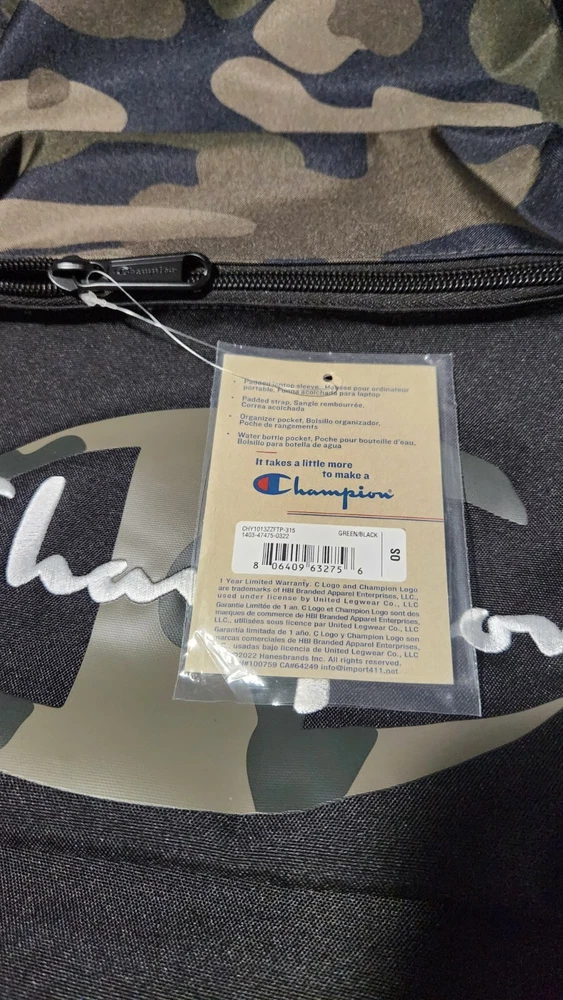 Champion
• Padded laptop sleeve, Housse pour ordinateur
portable, Funda acolchada para laptop
• Padded strap, Sangle rembourrée,
Correa acolchada
• Organizer pocket, Bolsillo organizador,
Poche de rangements
• Water bottle pocket, Poche pour bouteille d'eau,
Bolsillo para botella de agua
It takes a little more
to make a
Champion
CHY1013ZZFTP-315
GREEN/BLACK
1403-47475-0322
OS
8 06409 63275 6
1 Year Limited Warranty. C Logo and Champion Logo
are trademarks of HBI Branded Apparel Enterprises, LLC.,
used under license by United Legwear Co., LLC
Garantie Limitée de 1 an. C Logo et Champion Logo sont des
marques de commerce de HBI Branded Apparel Enterprises,
LLC., utilisées sous licence par United Legwear Co., LLC
Garantía limitada de 1 año. C Logo y Champion Logo son
marcas comerciales de HBI Branded Apparel Enterprises,
LLC., usadas bajo licencia de United Legwear Co., LLC
©2022 Hanesbrands Inc. All rights reserved.
#100759 CA#64249 info@import411.net
Cha on